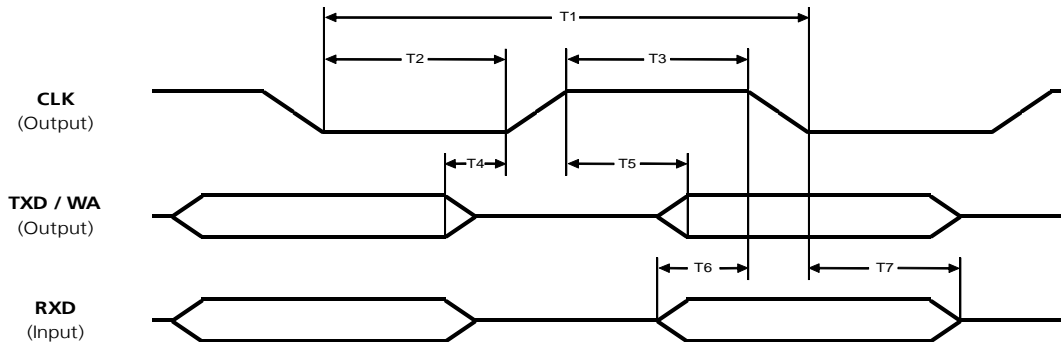 T1
T2
T3
CLK
(Output)
T4
T5
TXD / WA
(Output)
T6
T7
RXD
(Input)